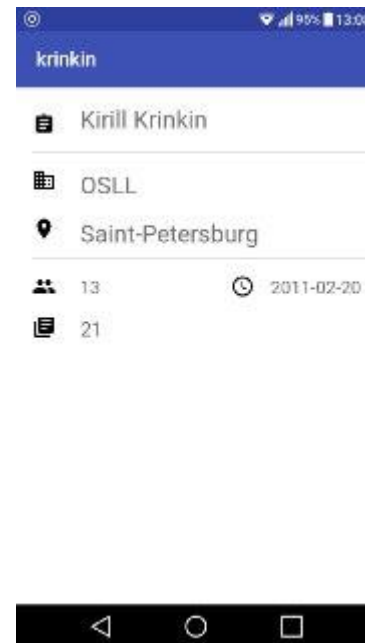 95% 13:0
krinkin
Kirill Krinkin
OSLL
Saint-Petersburg
13 2011-02-20
21